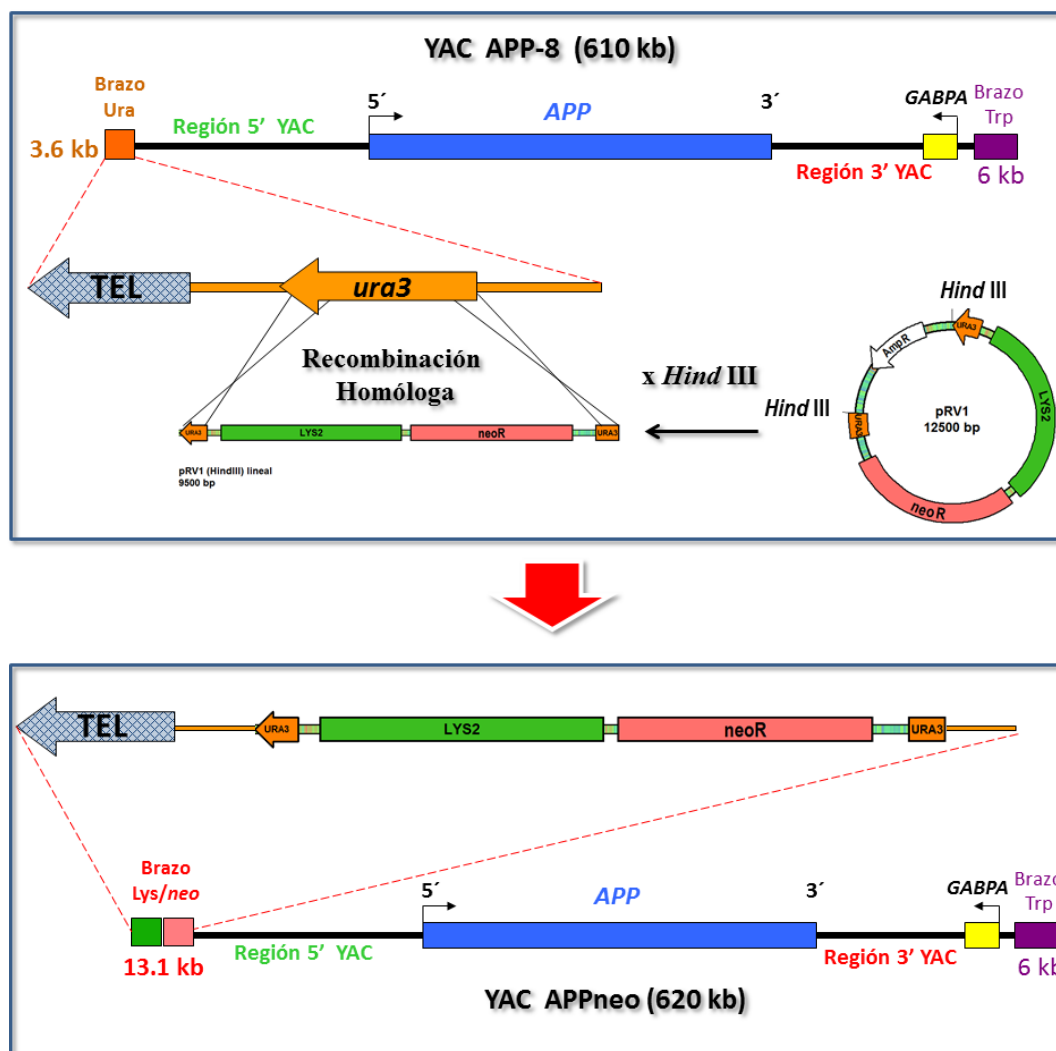 YAC APP-8 (610 kb)
Brazo
Ura
5´
APP
3´
GABPA
Brazo
Trp
Región 5’ YAC
3.6 kb
Región 3’ YAC
6 kb
TEL
ura3
Hind III
Recombinación
Homóloga
x Hind III
AmpR
URA3
LYS2
Hind III
pRV1
12500 bp
URA3
neoR
URA3
LYS2
neoR
URA3
pRV1 (HindIII) lineal
9500 bp
TEL
URA3
LYS2
neoR
URA3
Brazo
Lys/neo
5´
APP
3´
GABPA
Brazo
Trp
Región 5’ YAC
Región 3’ YAC
13.1 kb
6 kb
YAC APPneo (620 kb)